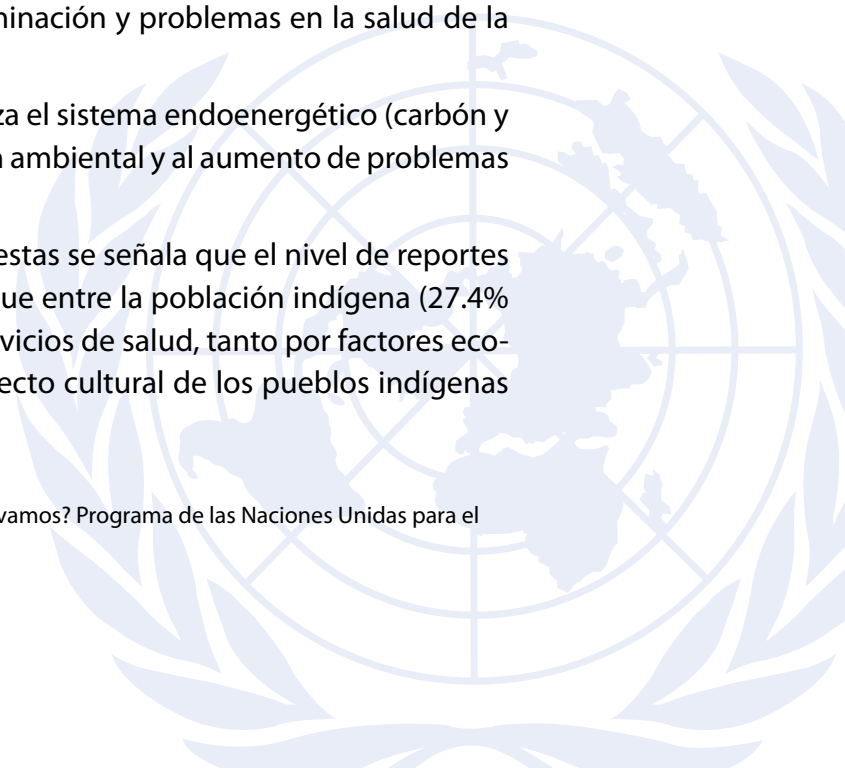 minación y problemas en la salud de la
za el sistema endoenergético (carbón y
n ambiental y al aumento de problemas
estas se señala que el nivel de reportes
que entre la población indígena (27.4%
rvicios de salud, tanto por factores eco-
ecto cultural de los pueblos indígenas
vamos? Programa de las Naciones Unidas para el